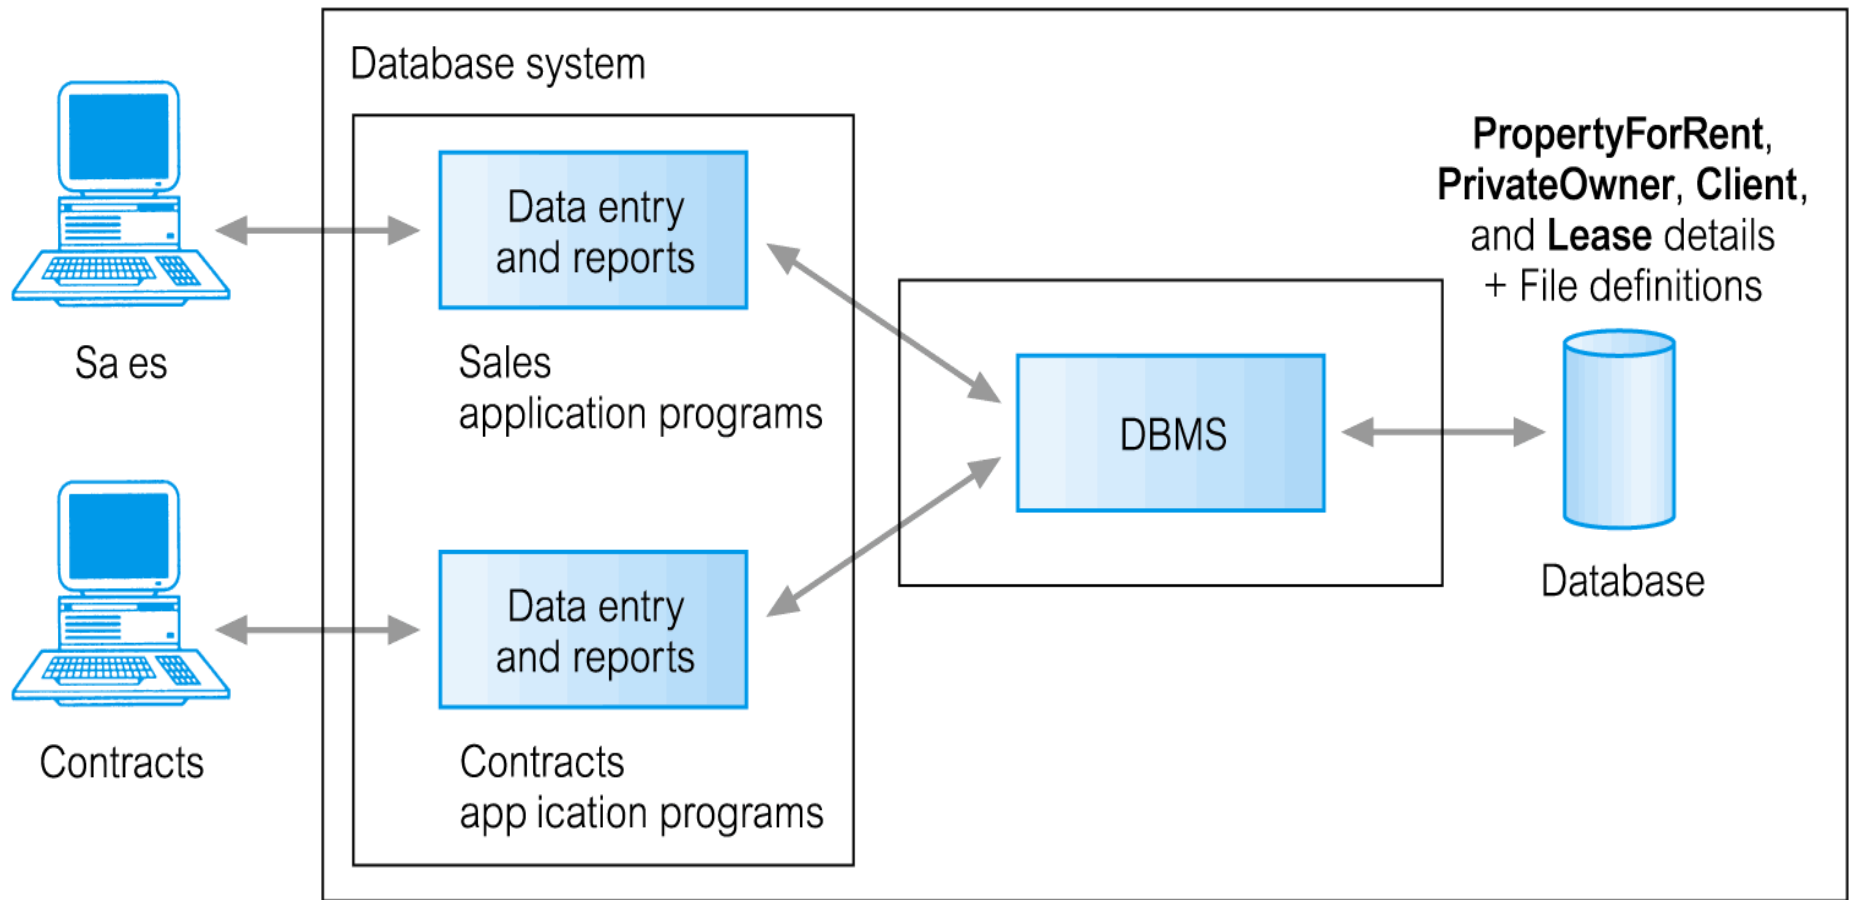 Database system
PropertyForRent,
PrivateOwner, Client,
and Lease details
+ File definitions
Data entry
and reports
Sa es
Sales
application programs
DBMS
Database
Data entry
and reports
Contracts
Contracts
app ication programs